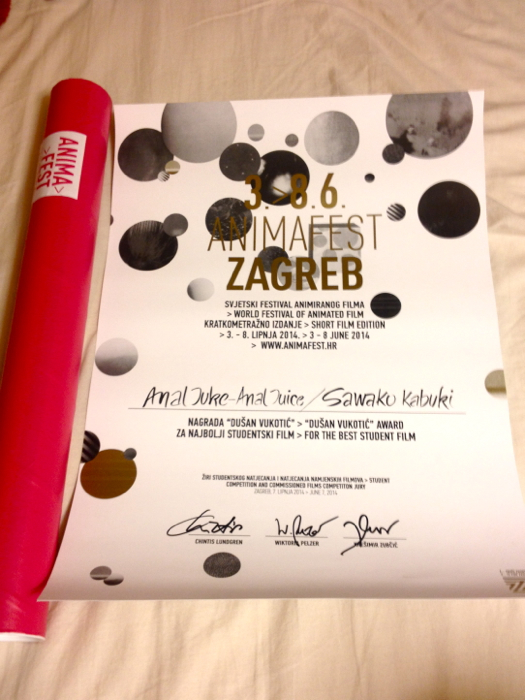 ANIMA
FEST
3.>8.6.
ANIMAFEST
ZAGREB
SVJETSKI FESTIVAL ANIMIRANOG FILMA
> WORLD FESTIVAL OF ANIMATED FILM
KRATKOMETRAŽNO IZDANJE > SHORT FILM EDITION
> 3. - 8. LIPNJA 2014. > 3 - 8 JUNE 2014
> WWW.ANIMAFEST.HR
Anal Juke-Anal Juice / Sawako Kabuki
NAGRADA "DUŠAN VUKOTIĆ" > "DUŠAN VUKOTIĆ" AWARD
ZA NAJBOLJI STUDENTSKI FILM > FOR THE BEST STUDENT FILM
ŽIRI STUDENTSKOG NATJECANJA I NATJECANJA NAMJENSKIH FILMOVA > STUDENT
COMPETITION AND COMMISSIONED FILMS COMPETITON JURY
ZAGREB, 7. LIPNJA 2014 > JUNE 7, 2014
CHINTIS LUNDGREN WIKTORIA PELZER